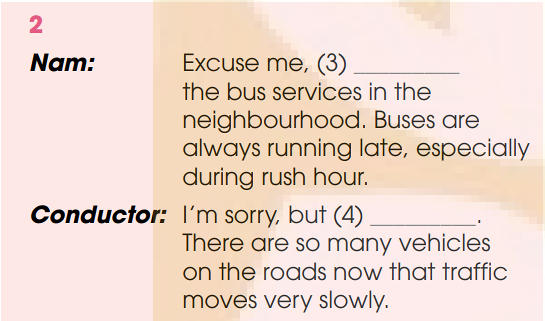 2
Nam: Excuse me, (3) _________
the bus services in the
neighbourhood. Buses are
always running late, especially
during rush hour.
Conductor: I'm sorry, but (4) _________.
There are so many vehicles
on the roads now that traffic
moves very slowly.